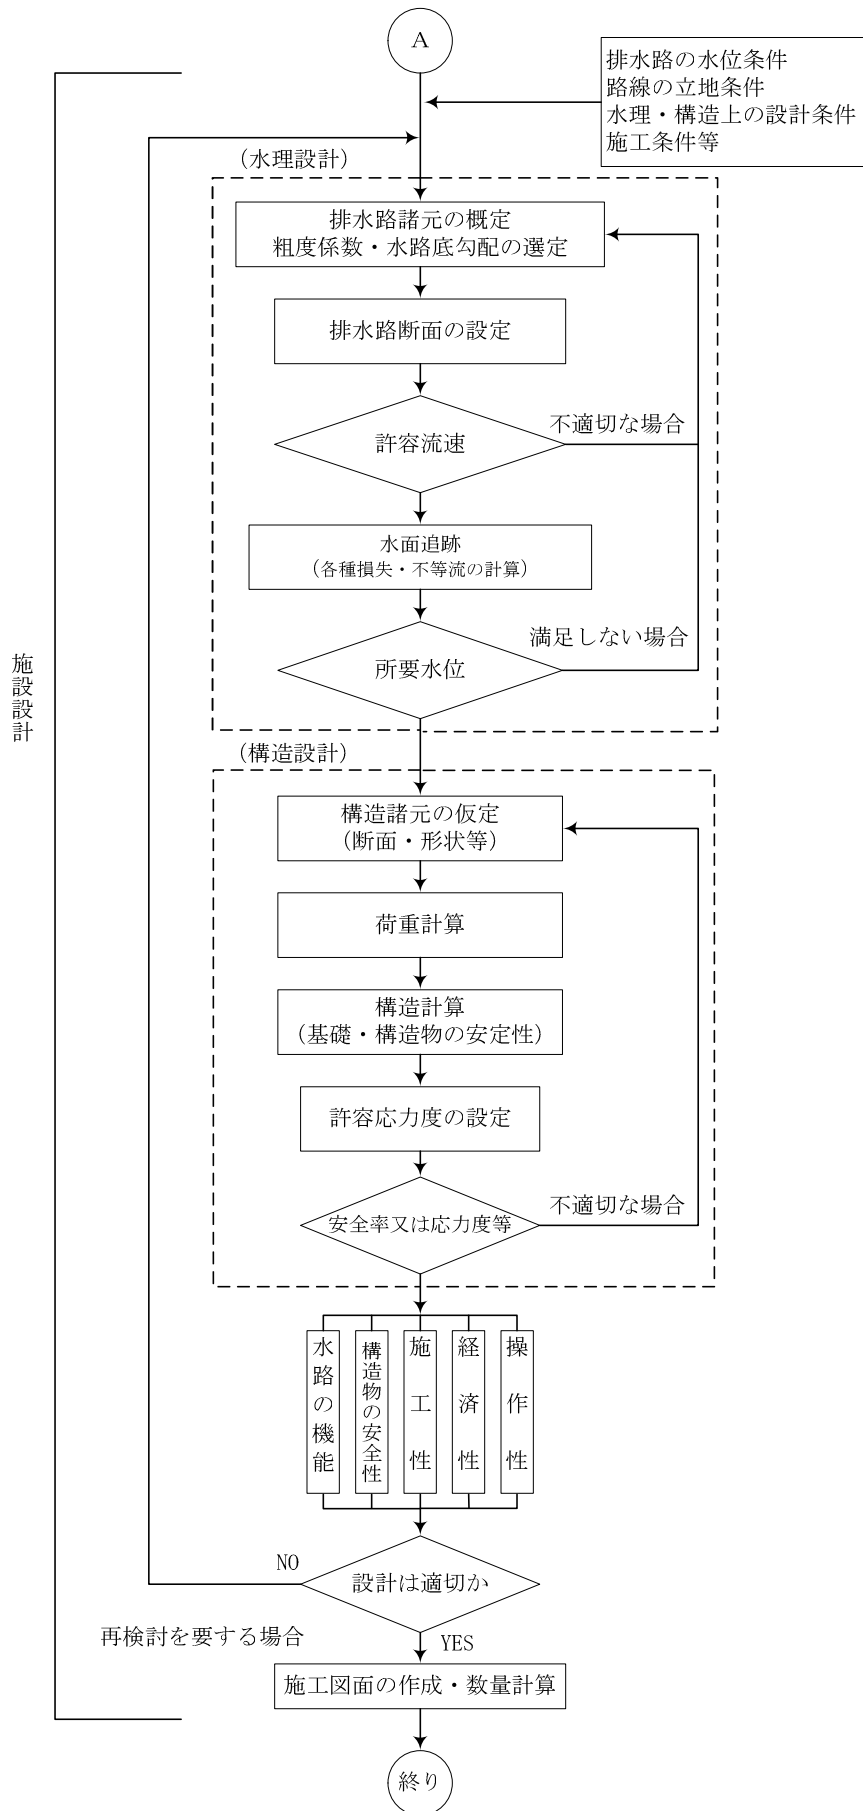 A
排水路の水位条件
路線の立地条件
水理・構造上の設計条件
施工条件等
(水理設計)
排水路諸元の概定
粗度係数・水路底勾配の選定
排水路断面の設定
許容流速
不適切な場合
水面追跡
(各種損失・不等流の計算)
満足しない場合
所要水位
施設設計
(構造設計)
構造諸元の仮定
(断面・形状等)
荷重計算
構造計算
(基礎・構造物の安定性)
許容応力度の設定
不適切な場合
安全率又は応力度等
水路の機能
構造物の安全性
施工性
経済性
操作性
NO
設計は適切か
再検討を要する場合
YES
施工図面の作成・数量計算
終り